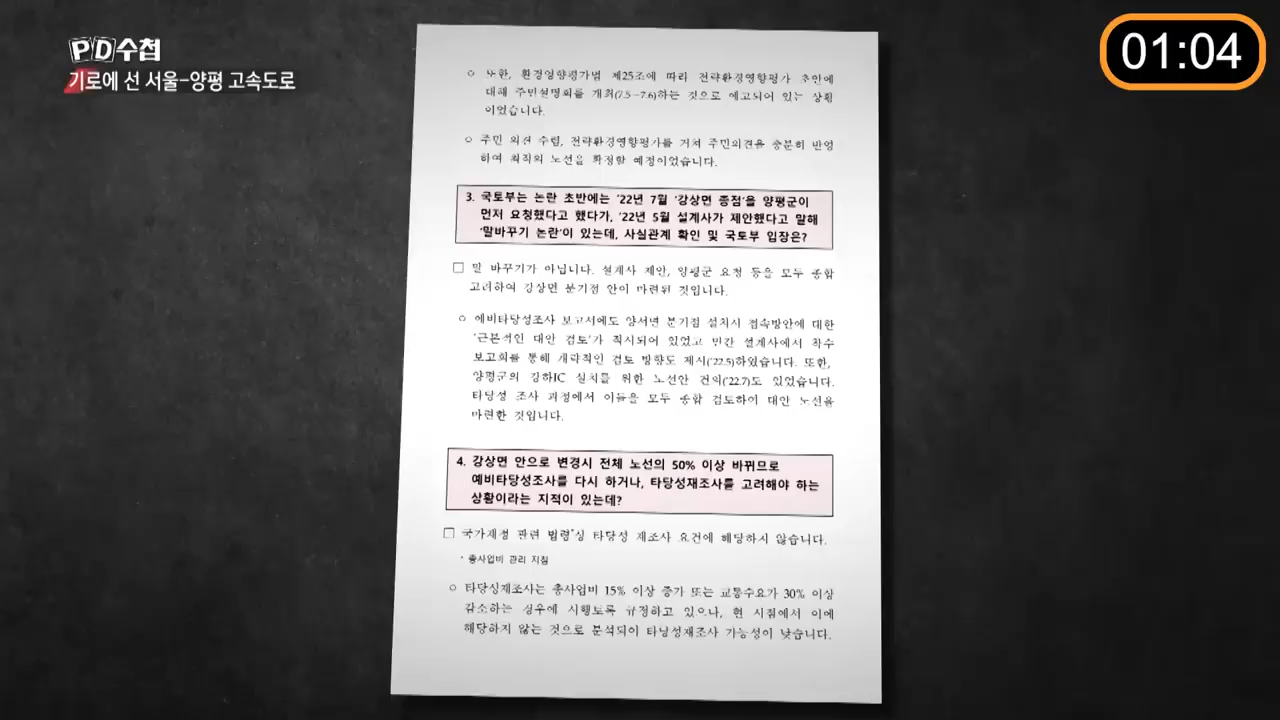 PD수첩
기로에 선 서울-양평 고속도로
01:04
○ 또한, 환경영향평가법 제25조에 따라 전략환경영향평가 초안에
대해 주민설명회를 개최(7.5~7.6)하는 것으로 예고되어 있는 상황
이었습니다.
○ 주민 의견 수렴, 전략환경영향평가를 거쳐 주민의견을 충분히 반영
하여 최적의 노선을 확정할 예정이었습니다.
3. 국토부는 논란 초반에는 '22년 7월 '강상면 종점'을 양평군이
먼저 요청했다고 했다가, '22년 5월 설계사가 제안했다고 말해
'말바꾸기 논란'이 있는데, 사실관계 확인 및 국토부 입장은?
□ 말 바꾸기가 아닙니다. 설계사 제안, 양평군 요청 등을 모두 종합
고려하여 강상면 분기점 안이 마련된 것입니다.
○ 예비타당성조사 보고서에도 양서면 분기점 설치시 접속방안에 대한
'근본적인 대안 검토'가 적시되어 있었고 민간 설계사에서 착수
보고회를 통해 개략적인 검토 방향도 제시('22.5)하였습니다. 또한,
양평군의 강하IC 설치를 위한 노선안 건의('22.7)도 있었습니다.
타당성 조사 과정에서 이들을 모두 종합 검토하여 대안 노선을
마련한 것입니다.
4. 강상면 안으로 변경시 전체 노선의 50% 이상 바뀌므로
예비타당성조사를 다시 하거나, 타당성재조사를 고려해야 하는
상황이라는 지적이 있는데?
□ 국가재정 관련 법령*상 타당성 재조사 요건에 해당하지 않습니다.
* 총사업비 관리 지침
○ 타당성재조사는 총사업비 15% 이상 증가 또는 교통수요가 30% 이상
감소하는 경우에 시행토록 규정하고 있으나, 현 시점에서 이에
해당하지 않는 것으로 분석되어 타당성재조사 가능성이 낮습니다.